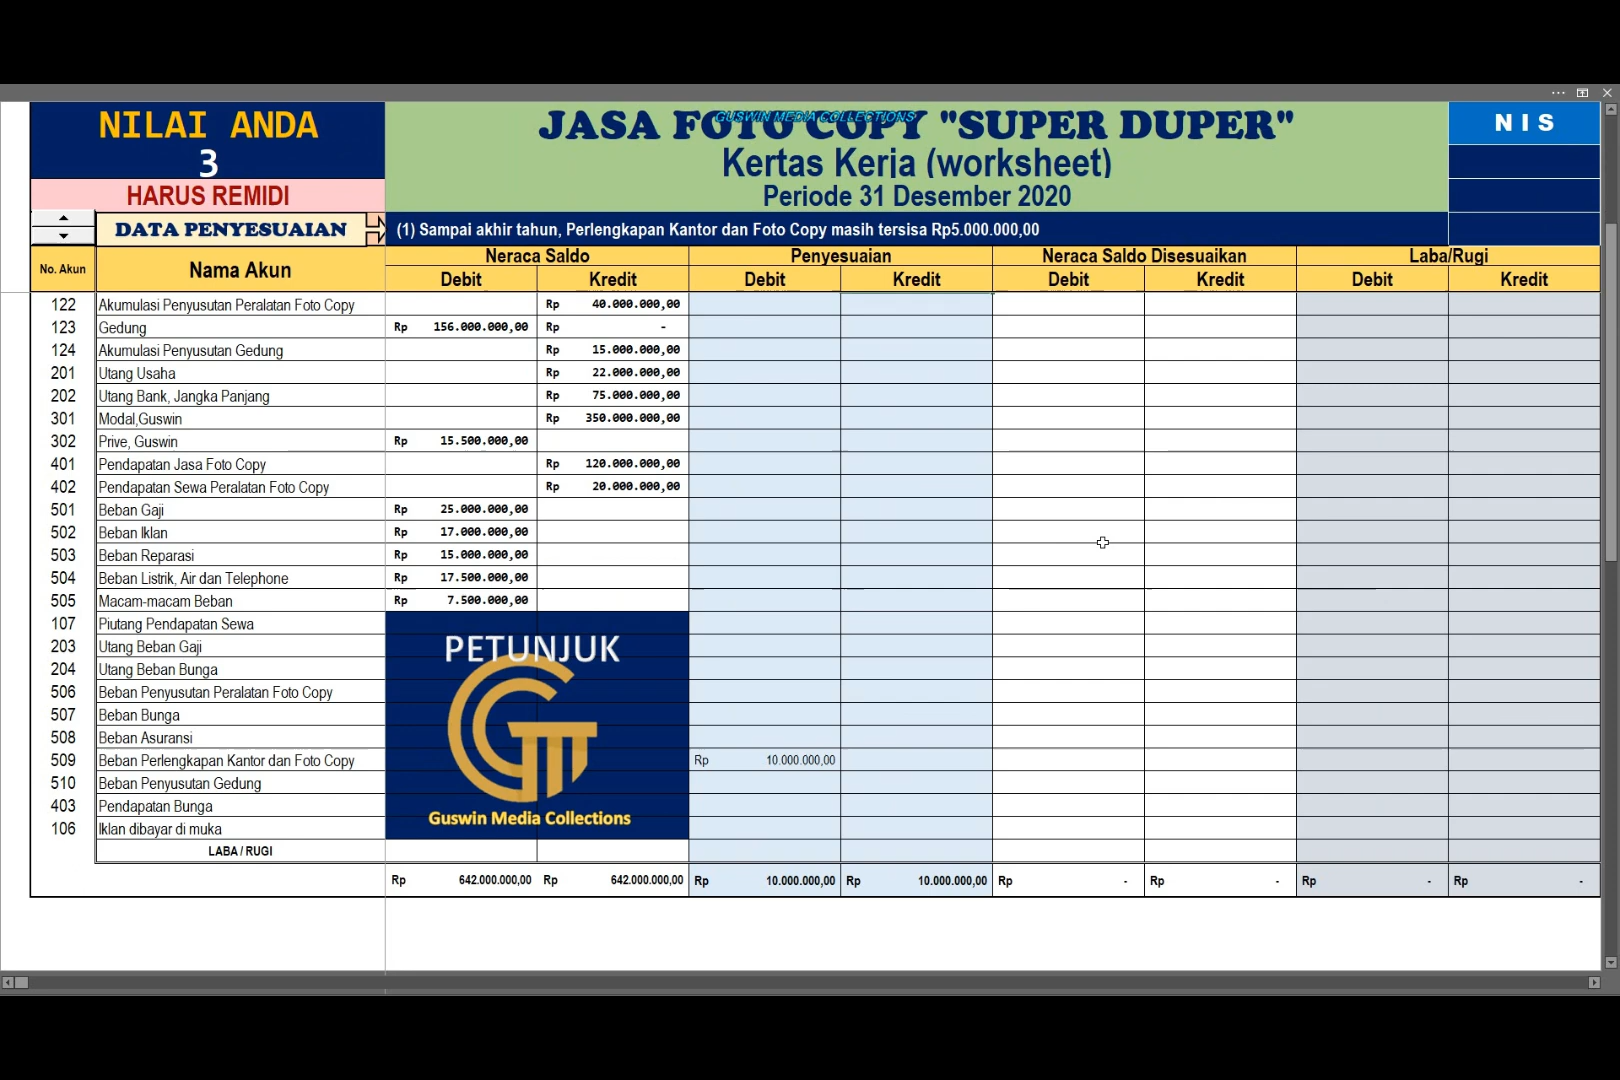 NILAI ANDA
3
HARUS REMIDI
JASA FOTO COPY "SUPER DUPER"
GUSWIN MEDIA COLLECTIONS
Kertas Kerja (worksheet)
Periode 31 Desember 2020
NIS
DATA PENYESUAIAN
(1) Sampai akhir tahun, Perlengkapan Kantor dan Foto Copy masih tersisa Rp5.000.000,00
No. Akun Nama Akun Neraca Saldo Penyesuaian Neraca Saldo Disesuaikan Laba/Rugi
Debit Kredit Debit Kredit Debit Kredit Debit Kredit
122 Akumulasi Penyusutan Peralatan Foto Copy Rp 40.000.000,00
123 Gedung Rp 156.000.000,00 Rp -
124 Akumulasi Penyusutan Gedung Rp 15.000.000,00
201 Utang Usaha Rp 22.000.000,00
202 Utang Bank, Jangka Panjang Rp 75.000.000,00
301 Modal,Guswin Rp 350.000.000,00
302 Prive, Guswin Rp 15.500.000,00
401 Pendapatan Jasa Foto Copy Rp 120.000.000,00
402 Pendapatan Sewa Peralatan Foto Copy Rp 20.000.000,00
501 Beban Gaji Rp 25.000.000,00
502 Beban Iklan Rp 17.000.000,00
503 Beban Reparasi Rp 15.000.000,00
504 Beban Listrik, Air dan Telephone Rp 17.500.000,00
505 Macam-macam Beban Rp 7.500.000,00
107 Piutang Pendapatan Sewa
203 Utang Beban Gaji
204 Utang Beban Bunga
506 Beban Penyusutan Peralatan Foto Copy
507 Beban Bunga
508 Beban Asuransi
509 Beban Perlengkapan Kantor dan Foto Copy Rp 10.000.000,00
510 Beban Penyusutan Gedung
403 Pendapatan Bunga
106 Iklan dibayar di muka
PETUNJUK
Guswin Media Collections
LABA / RUGI
Rp 642.000.000,00 Rp 642.000.000,00 Rp 10.000.000,00 Rp 10.000.000,00 Rp - Rp - Rp - Rp -